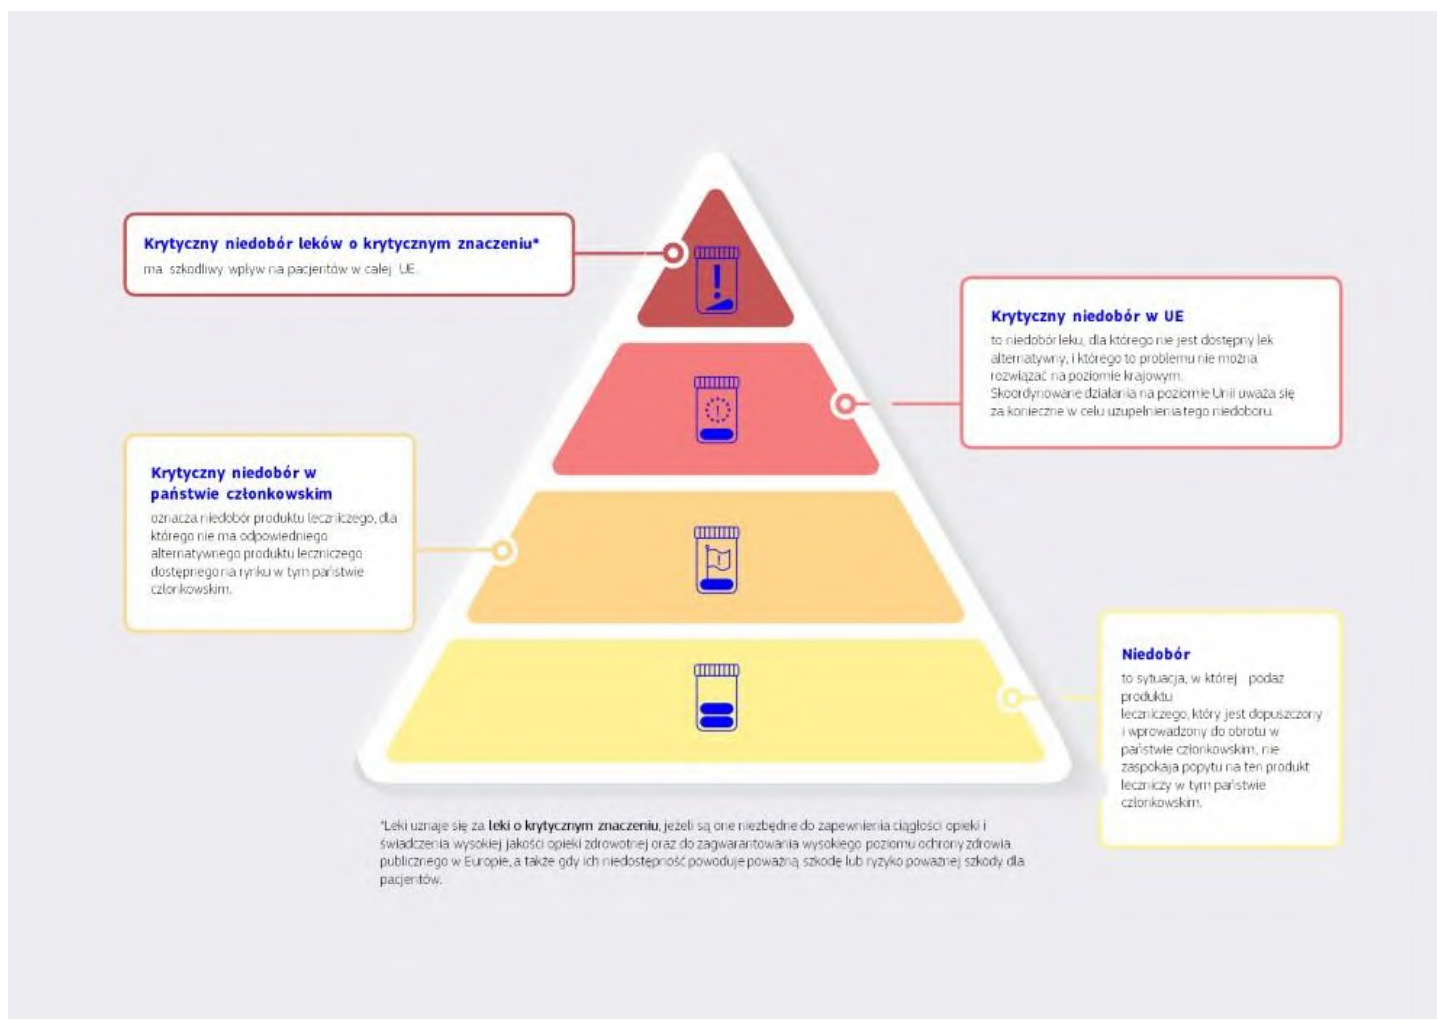 Krytyczny niedobór leków o krytycznym znaczeniu*
ma szkodliwy wpływ na pacjentów w całej UE.
Krytyczny niedobór w UE
to niedobór leku, dla którego nie jest dostępny lek
alternatywny, i którego to problemu nie można
rozwiązać na poziomie krajowym.
Skoordynowane działania na poziomie Unii uważa się
za konieczne w celu uzupełnienia tego niedoboru.
Krytyczny niedobór w
państwie członkowskim
oznacza niedobór produktu leczniczego, dla
którego nie ma odpowiedniego
alternatywnego produktu leczniczego
dostępnego na rynku w tym państwie
członkowskim.
Niedobór
to sytuacja, w której podaż
produktu
leczniczego, który jest dopuszczony
i wprowadzony do obrotu w
państwie członkowskim, nie
zaspokaja popytu na ten produkt
leczniczy w tym państwie
członkowskim.
*Leki uznaje się za leki o krytycznym znaczeniu, jeżeli są one niezbędne do zapewnienia ciągłości opieki i
świadczenia wysokiej jakości opieki zdrowotnej oraz do zagwarantowania wysokiego poziomu ochrony zdrowia
publicznego w Europie, a także gdy ich niedostępność powoduje poważną szkodę lub ryzyko poważnej szkody dla
pacjentów.